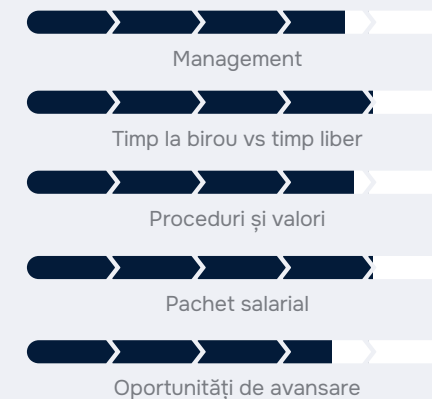 Management
Timp la birou vs timp liber
Proceduri și valori
Pachet salarial
Oportunități de avansare